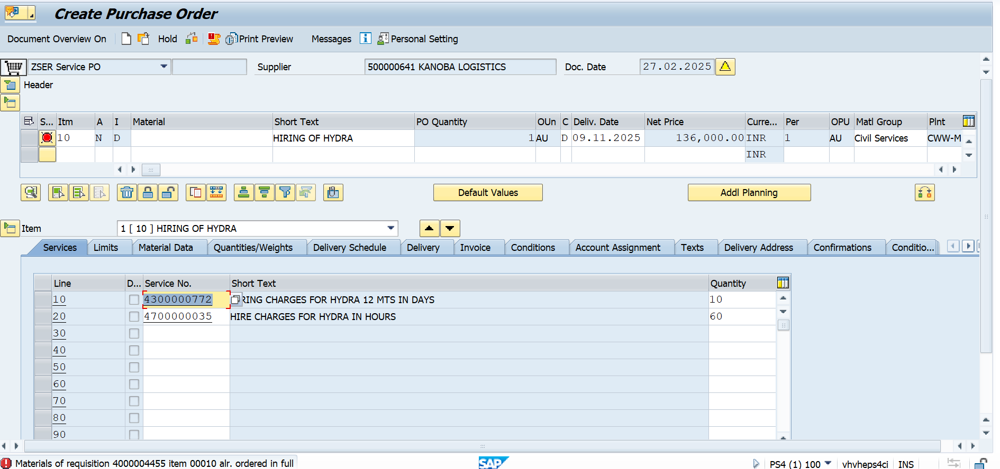 Create Purchase Order
Document Overview On Hold Print Preview Messages Personal Setting
ZSER Service PO Supplier 500000641 KANOBA LOGISTICS Doc. Date 27.02.2025
Header
S... Itm A I Material Short Text PO Quantity OUn C Deliv. Date Net Price Curre... Per OPU Matl Group Plnt
10 N D HIRING OF HYDRA 1 AU D 09.11.2025 136,000.00 INR 1 AU Civil Services CWW-M
INR
Default Values Addl Planning
Item 1 [ 10 ] HIRING OF HYDRA
Services Limits Material Data Quantities/Weights Delivery Schedule Delivery Invoice Conditions Account Assignment Texts Delivery Address Confirmations Conditio...
Line D... Service No. Short Text Quantity
10 4300000772 RING CHARGES FOR HYDRA 12 MTS IN DAYS 10
20 4700000035 HIRE CHARGES FOR HYDRA IN HOURS 60
30
40
50
60
70
80
90
Materials of requisition 4000004455 item 00010 alr. ordered in full SAP PS4 (1) 100 vhvheps4ci INS